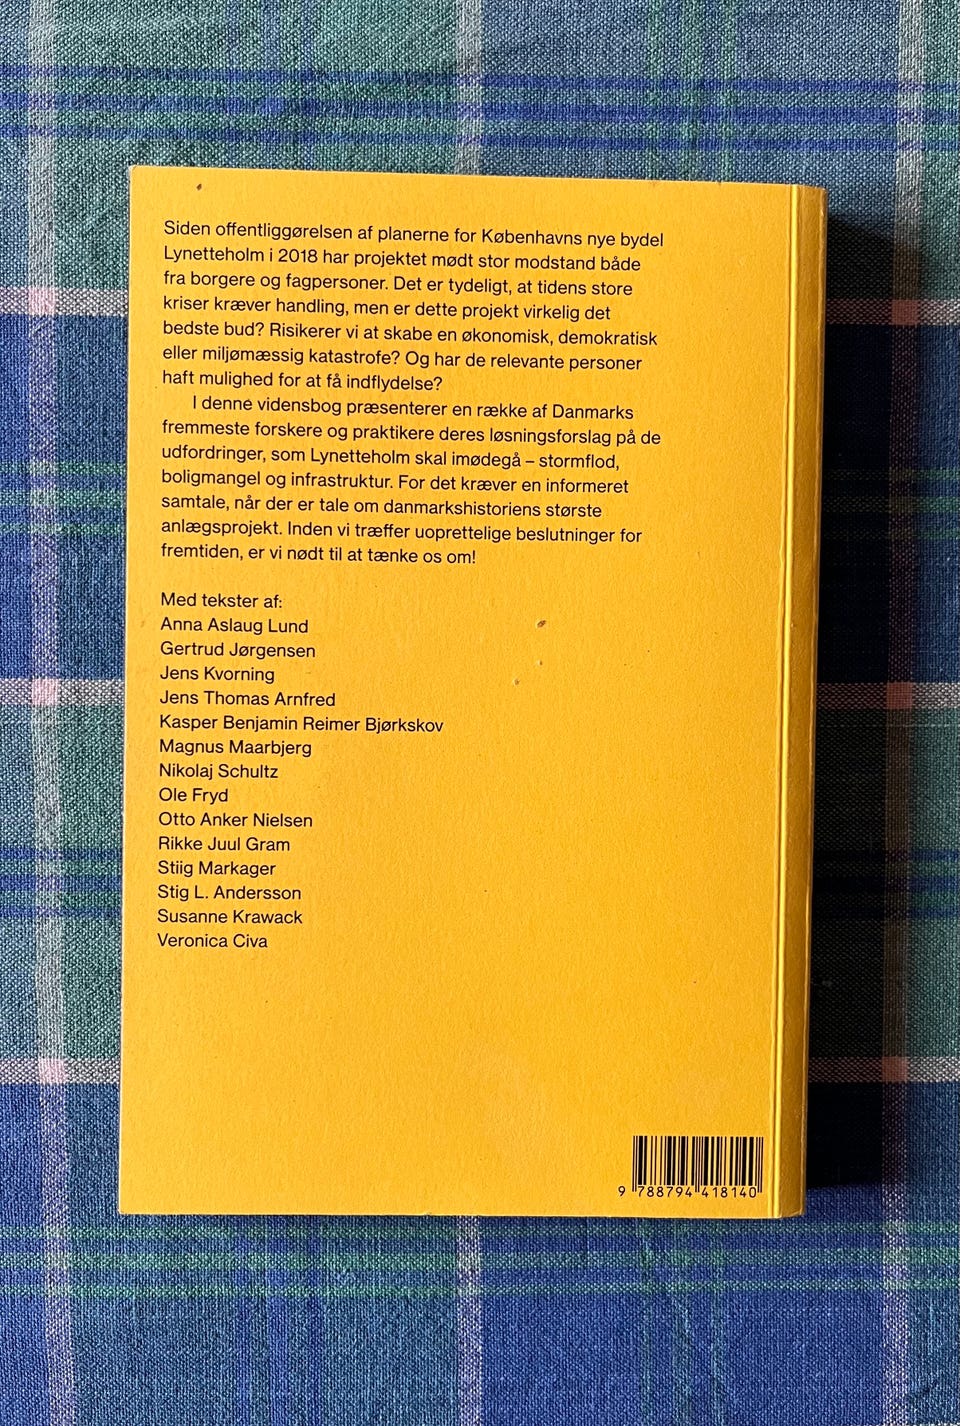 Siden offentliggørelsen af planerne for Københavns nye bydel
Lynetteholm i 2018 har projektet mødt stor modstand både
fra borgere og fagpersoner. Det er tydeligt, at tidens store
kriser kræver handling, men er dette projekt virkelig det
bedste bud? Risikerer vi at skabe en økonomisk, demokratisk
eller miljømæssig katastrofe? Og har de relevante personer
haft mulighed for at få indflydelse?
I denne vidensbog præsenterer en række af Danmarks
fremmeste forskere og praktikere deres løsningsforslag på de
udfordringer, som Lynetteholm skal imødegå – stormflod,
boligmangel og infrastruktur. For det kræver en informeret
samtale, når der er tale om danmarkshistoriens største
anlægsprojekt. Inden vi træffer uoprettelige beslutninger for
fremtiden, er vi nødt til at tænke os om!
Med tekster af:
Anna Aslaug Lund
Gertrud Jørgensen
Jens Kvorning
Jens Thomas Arnfred
Kasper Benjamin Reimer Bjørkskov
Magnus Maarbjerg
Nikolaj Schultz
Ole Fryd
Otto Anker Nielsen
Rikke Juul Gram
Stiig Markager
Stig L. Andersson
Susanne Krawack
Veronica Civa
9 788794 418140